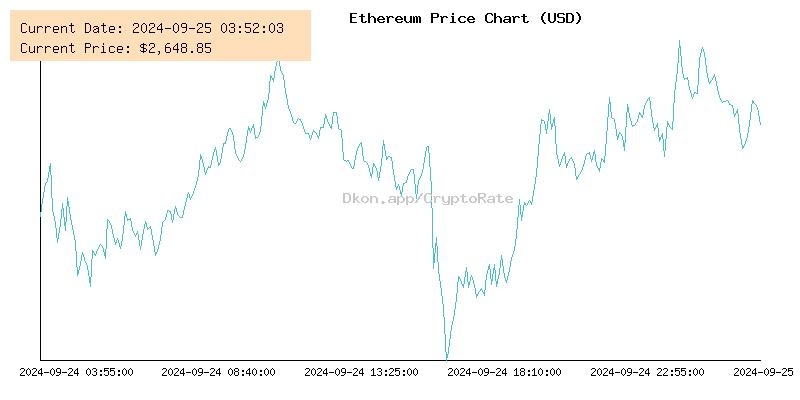 Ethereum Price Chart (USD)
Current Date: 2024-09-25 03:52:03
Current Price: $2,648.85
Dkon.app/CryptoRate
2024-09-24 03:55:00 2024-09-24 08:40:00 2024-09-24 13:25:00 2024-09-24 18:10:00 2024-09-24 22:55:00 2024-09-25